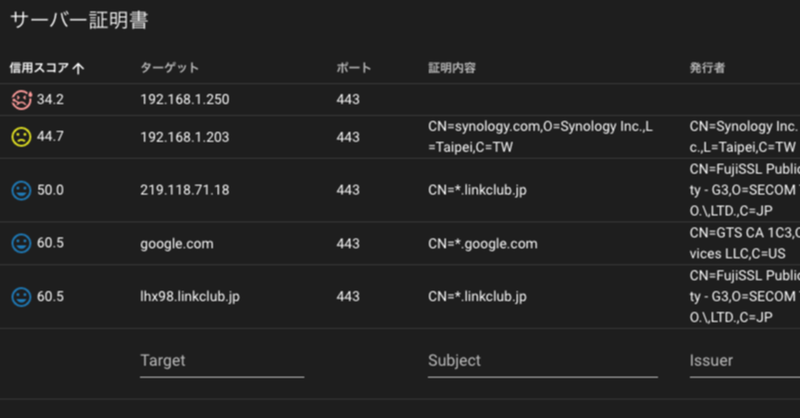 サーバー証明書
信用スコア↑ ターゲット ポート 証明内容 発行者
34.2 192.168.1.250 443
44.7 192.168.1.203 443 CN=synology.com,O=Synology Inc.,L CN=Synology Inc.
=Taipei,C=TW c.,L=Taipei,C=TW
50.0 219.118.71.18 443 CN=*.linkclub.jp CN=FujiSSL Public
ty - G3,O=SECOM
O.\,LTD.,C=JP
60.5 google.com 443 CN=*.google.com CN=GTS CA 1C3,
vices LLC,C=US
60.5 lhx98.linkclub.jp 443 CN=*.linkclub.jp CN=FujiSSL Public
ty - G3,O=SECOM
O.\,LTD.,C=JP
Target Subject Issuer